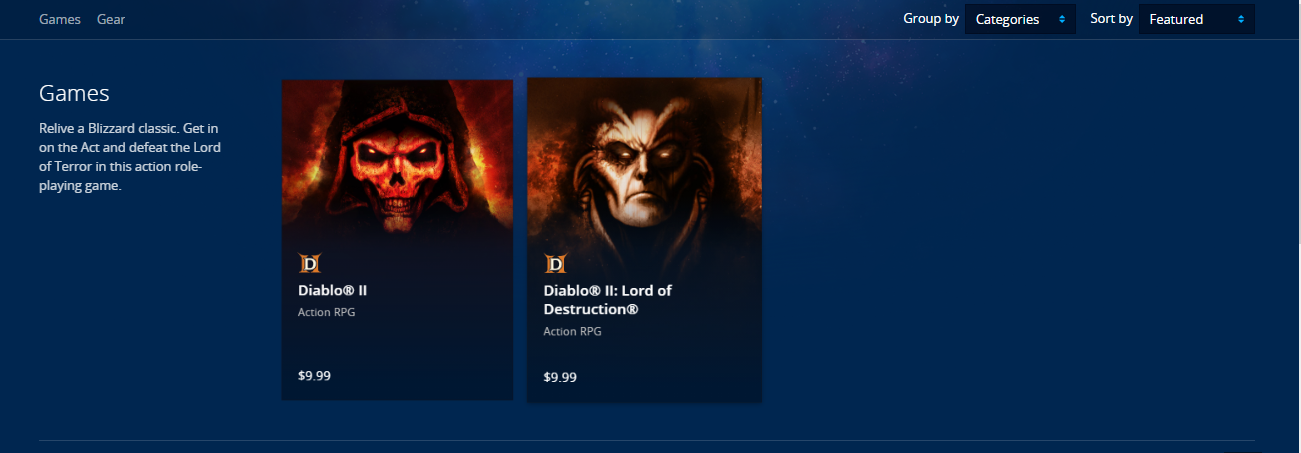 Games
Gear
Group by
Categories
Sort by
Featured
Games
Relive a Blizzard classic. Get in
on the Act and defeat the Lord
of Terror in this action role-
playing game.
D
Diablo® II
Action RPG
$9.99
D
Diablo® II: Lord of
Destruction®
Action RPG
$9.99